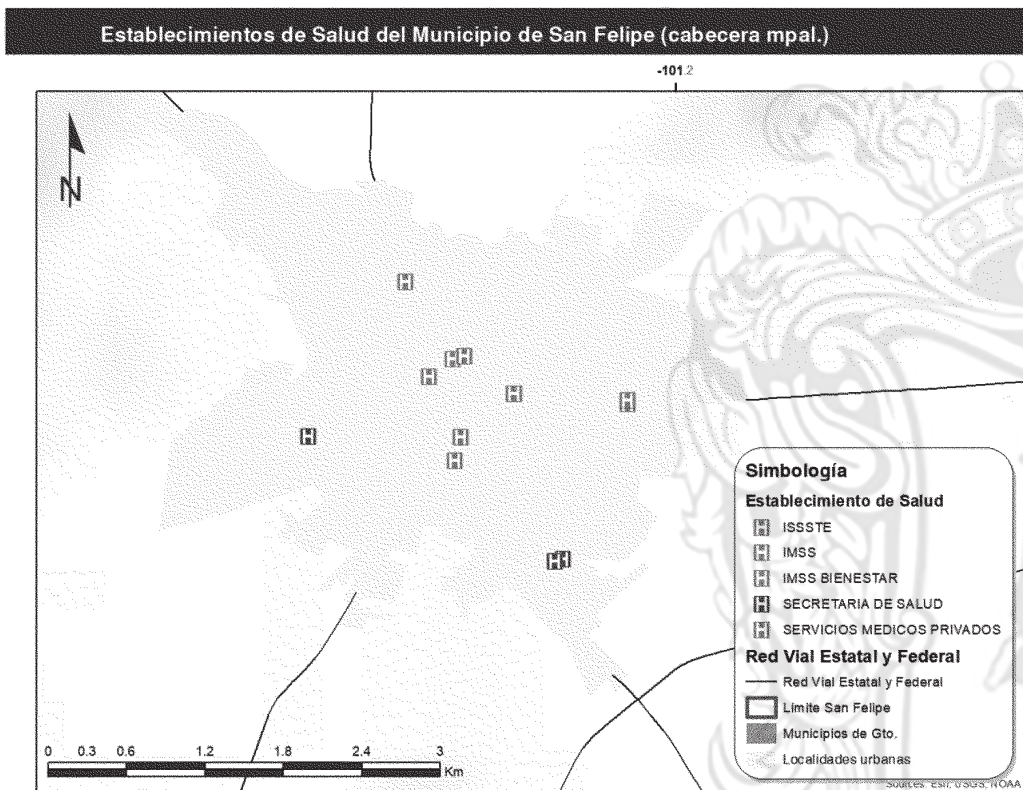 Establecimientos de Salud del Municipio de San Felipe (cabecera mpal.)
-101.2
N
H
H H
H
H
H
H
H
H
H H
Simbología
Establecimiento de Salud
H ISSSTE
H IMSS
H IMSS BIENESTAR
H SECRETARIA DE SALUD
H SERVICIOS MEDICOS PRIVADOS
Red Vial Estatal y Federal
Red Vial Estatal y Federal
Límite San Felipe
Municipios de Gto.
Localidades urbanas
0 0.3 0.6 1.2 1.8 2.4 3
Km
Sources: Esri, USGS, NOAA